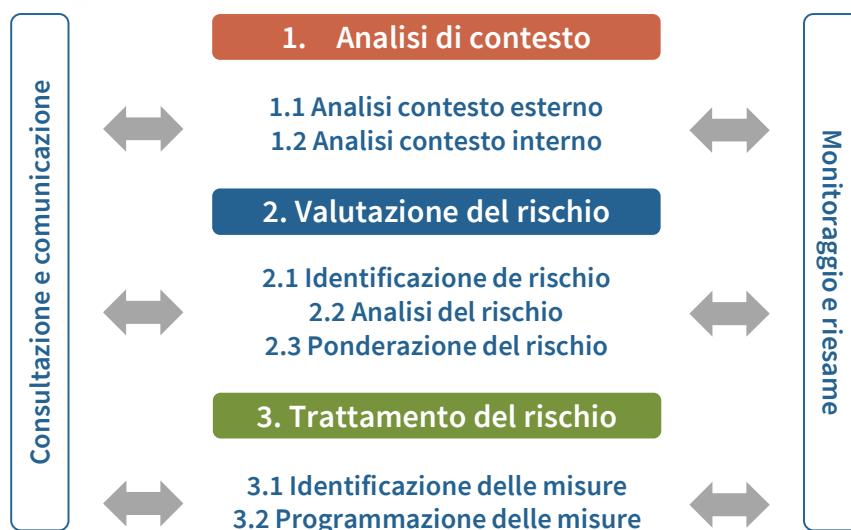 Consultazione e comunicazione
1. Analisi di contesto
1.1 Analisi contesto esterno
1.2 Analisi contesto interno
2. Valutazione del rischio
2.1 Identificazione de rischio
2.2 Analisi del rischio
2.3 Ponderazione del rischio
3. Trattamento del rischio
3.1 Identificazione delle misure
3.2 Programmazione delle misure
Monitoraggio e riesame